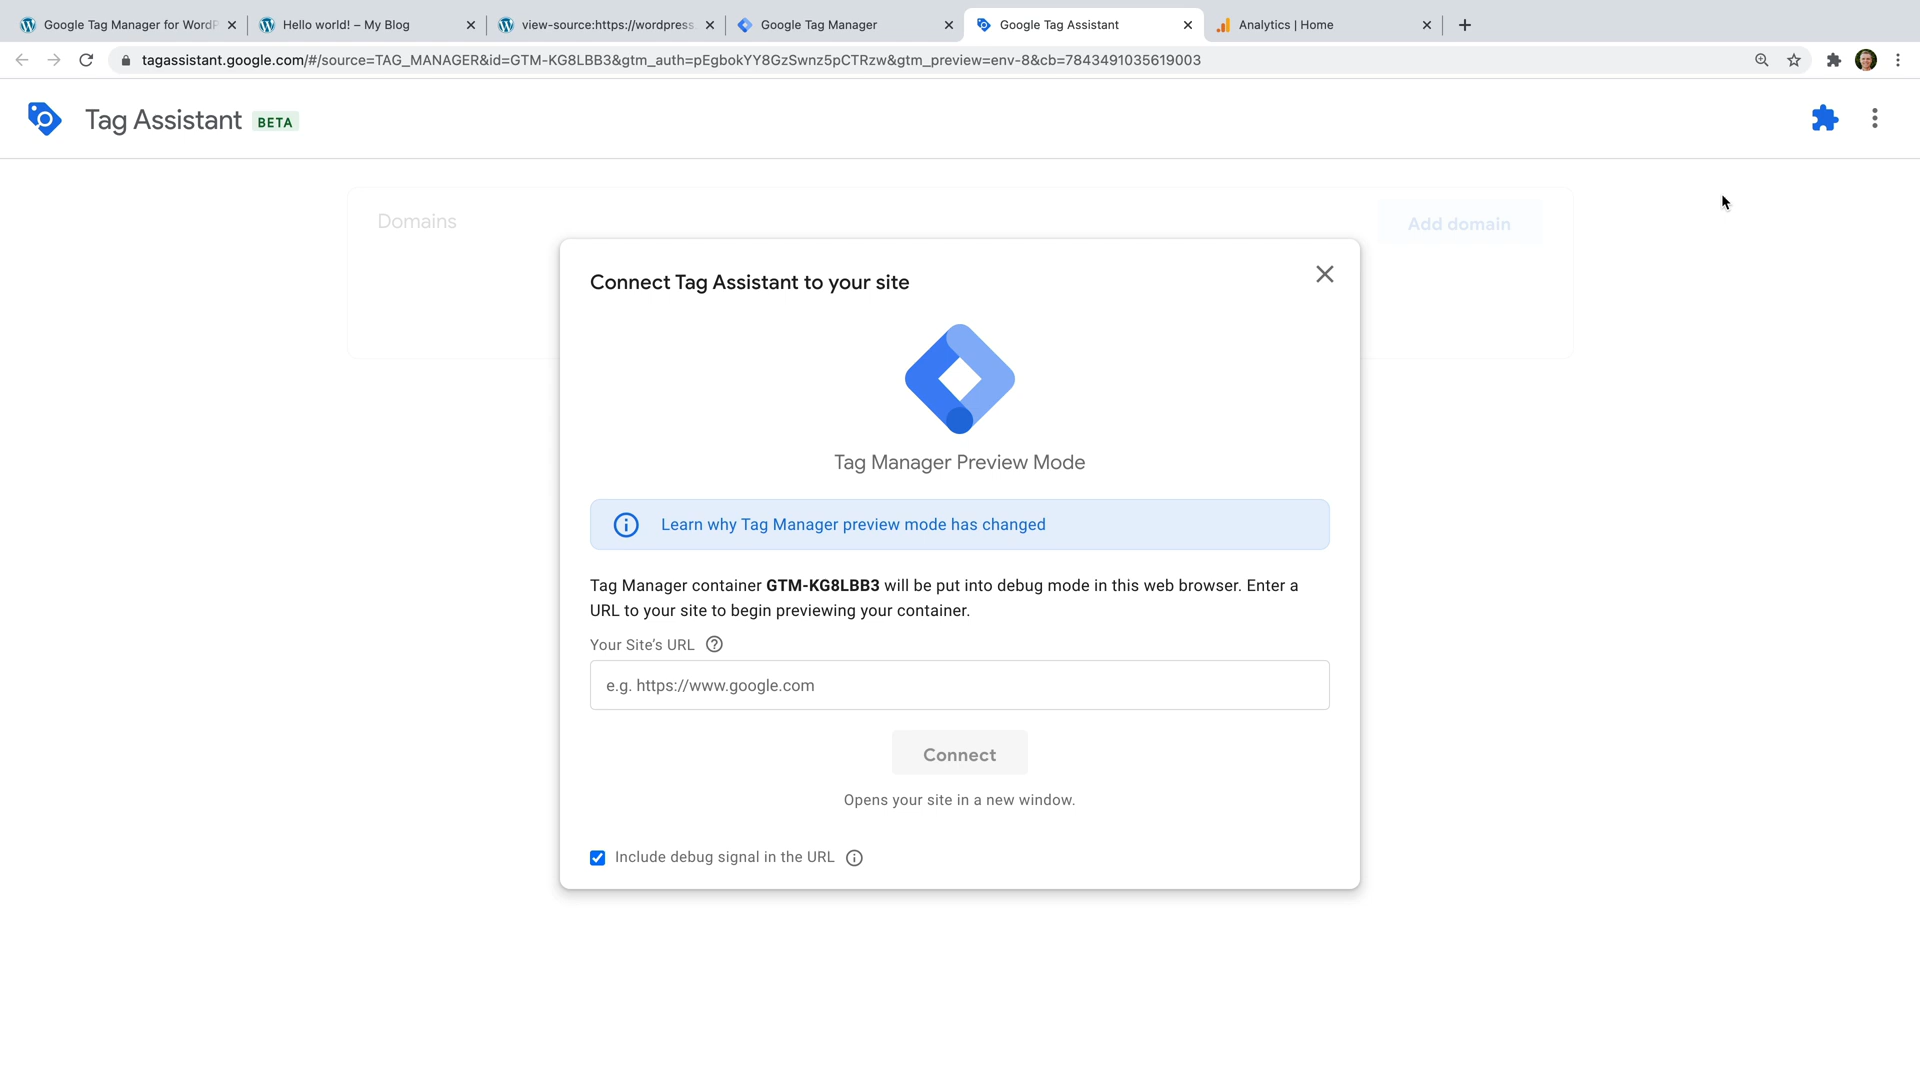 Google Tag Manager for WordP
Hello world! – My Blog
view-source:https://wordpress.
Google Tag Manager
Google Tag Assistant
Analytics | Home
tagassistant.google.com/#/source=TAG_MANAGER&id=GTM-KG8LBB3&gtm_auth=pEgbokYY8GzSwnz5pCTRzw&gtm_preview=env-8&cb=7843491035619003
Tag Assistant BETA
Domains
Add domain
Connect Tag Assistant to your site
Tag Manager Preview Mode
Learn why Tag Manager preview mode has changed
Tag Manager container GTM-KG8LBB3 will be put into debug mode in this web browser. Enter a
URL to your site to begin previewing your container.
Your Site's URL
e.g. https://www.google.com
Connect
Opens your site in a new window.
Include debug signal in the URL